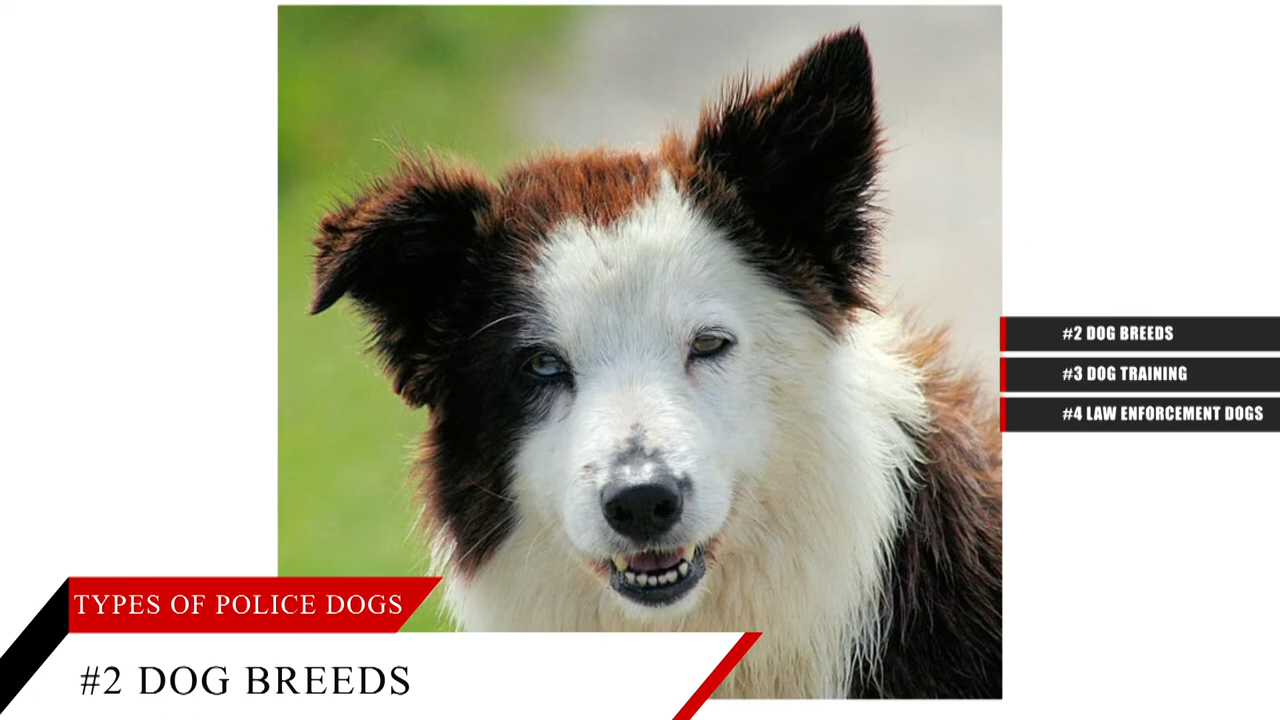 #2 DOG BREEDS
#3 DOG TRAINING
#4 LAW ENFORCEMENT DOGS
TYPES OF POLICE DOGS
#2 DOG BREEDS